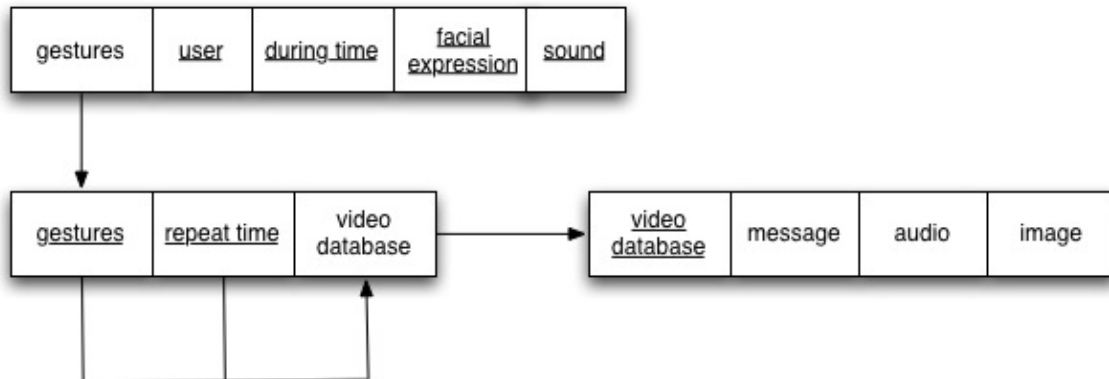 gestures
user
during time
facial
expression
sound
gestures
repeat time
video
database
video
database
message
audio
image